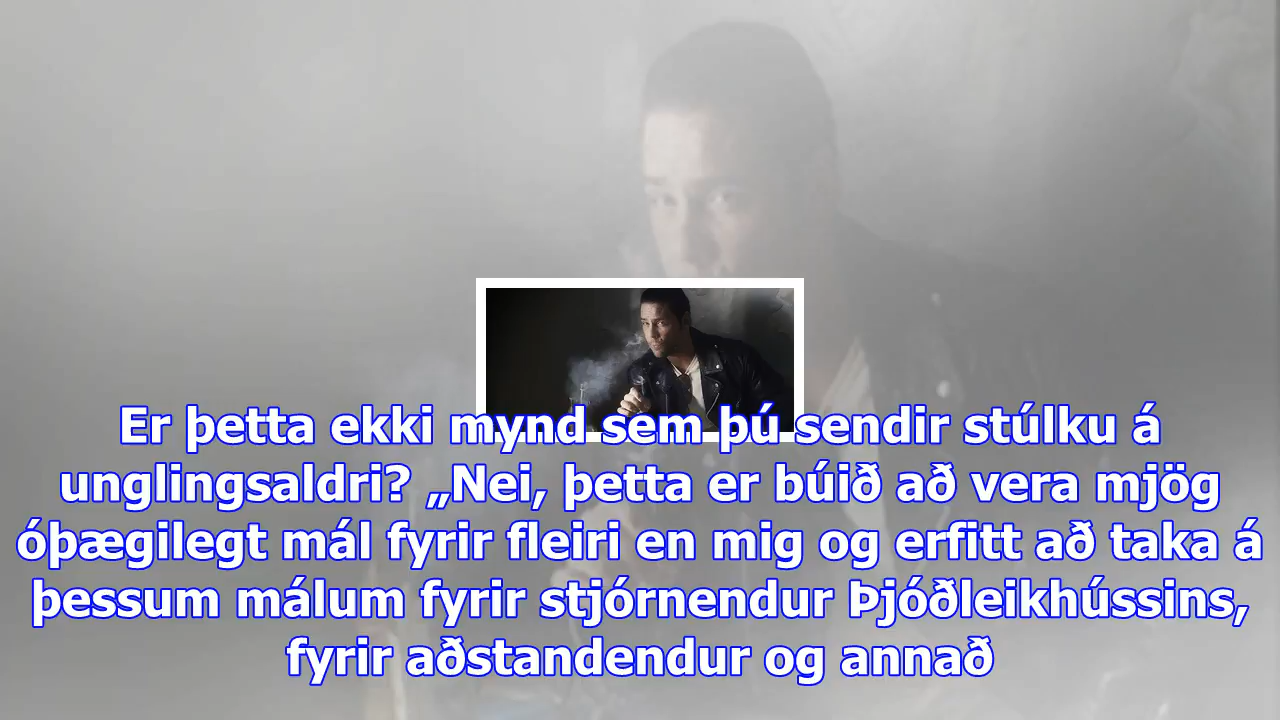 Er þetta ekki mynd sem þú sendir stúlku á
unglingsaldri? „Nei, þetta er búið að vera mjög
óþægilegt mál fyrir fleiri en mig og erfitt að taka á
þessum málum fyrir stjórnendur Þjóðleikhússins,
fyrir aðstandendur og annað